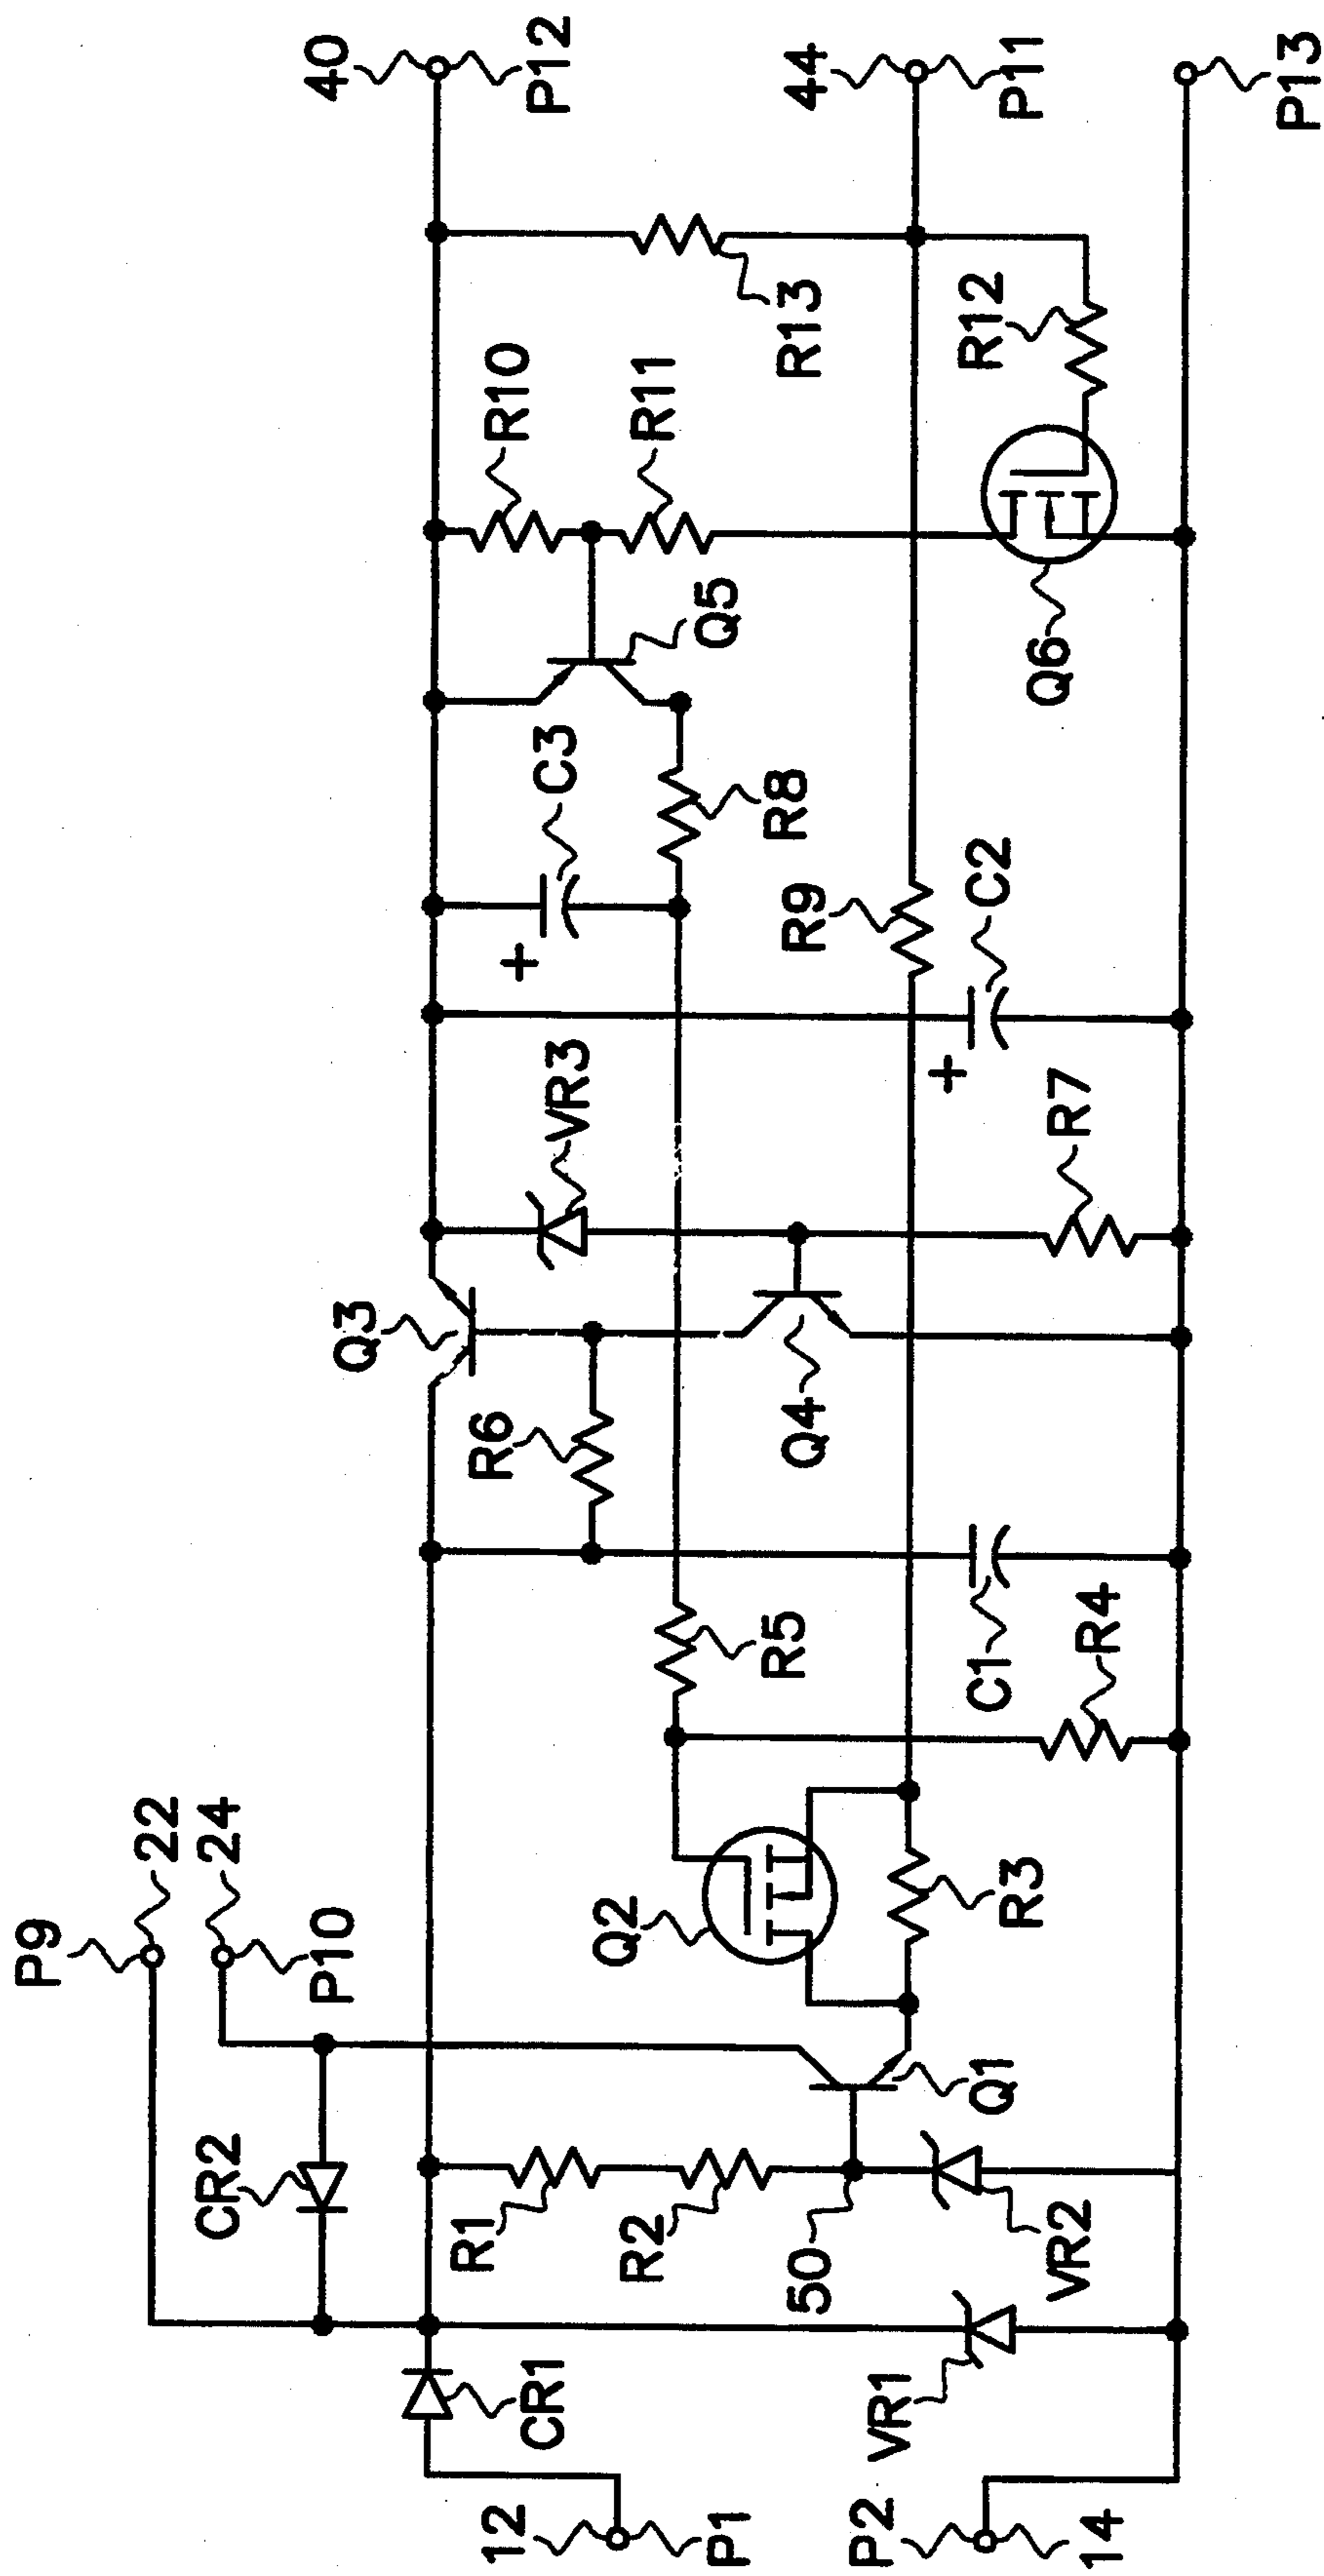 40
P12
44
P11
P13
R13
R12
R10
R11
Q5
Q6
C3
R8
R9
C2
+
+
VR3
R7
Q3
R6
Q4
R5
C1
R4
22
24
P9
P10
Q2
R3
Q1
CR2
R1
R2
50
VR2
CR1
VR1
12
P1
P2
14